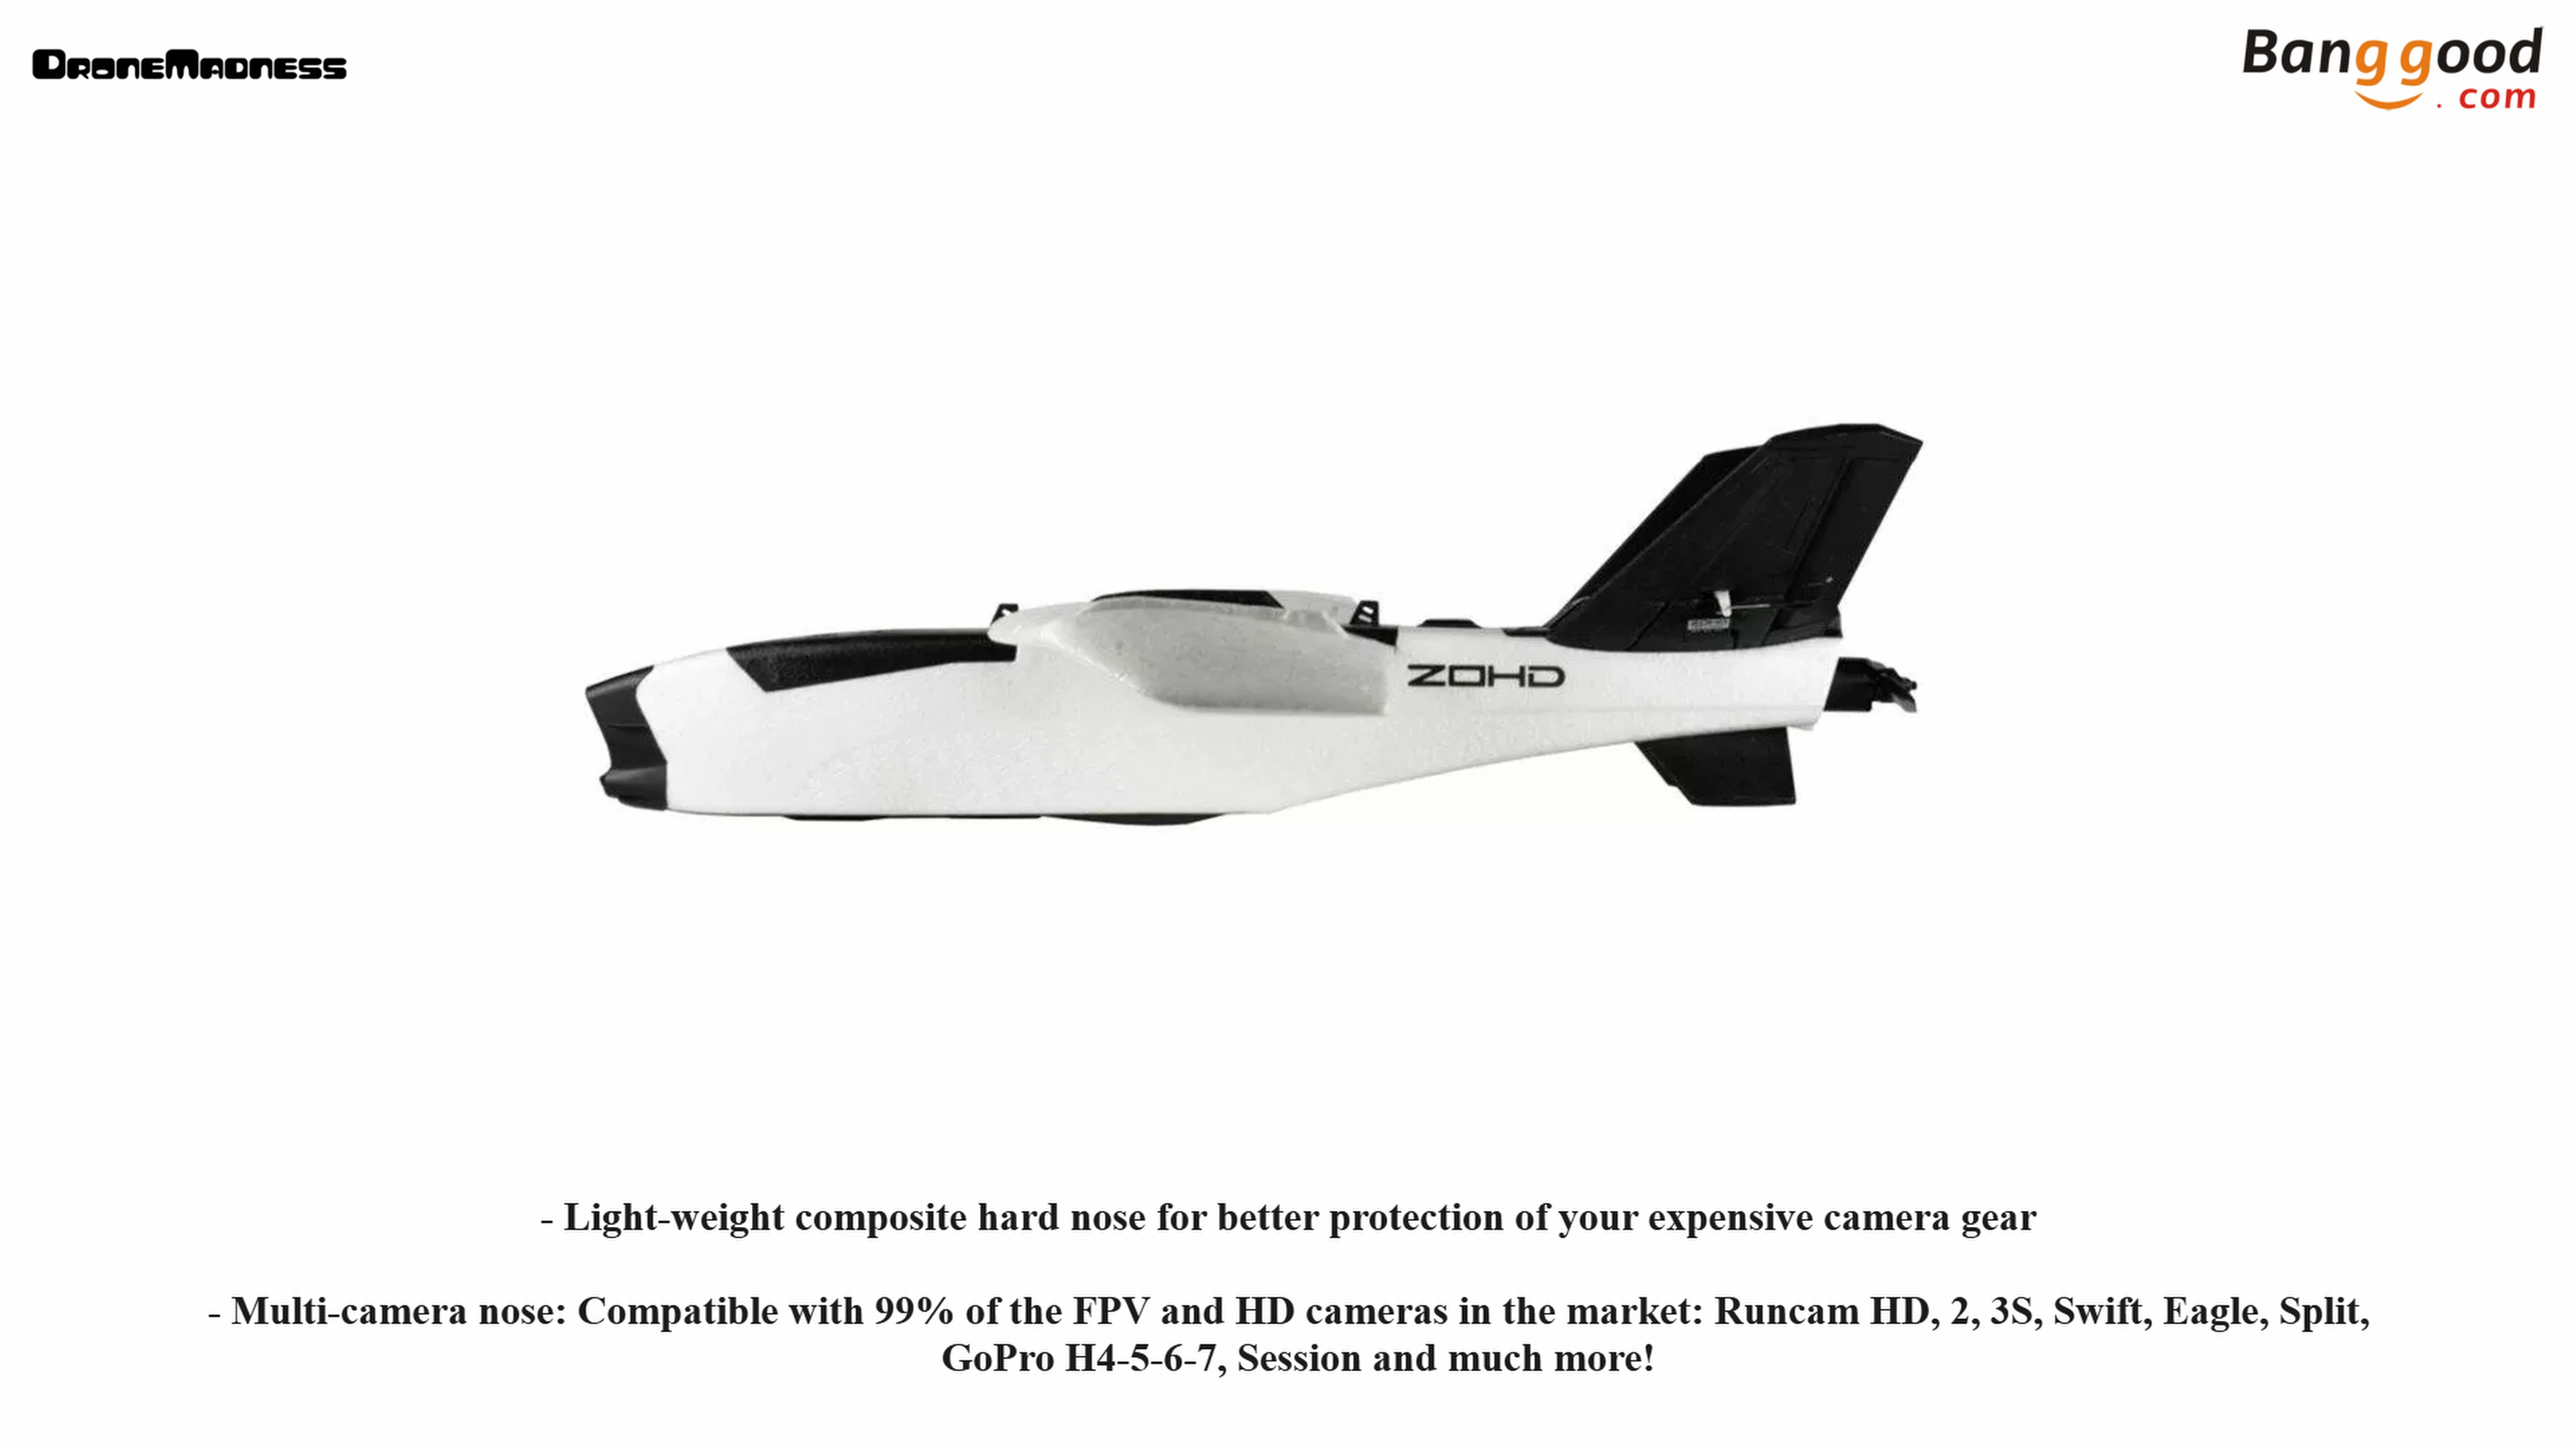 DroneMadness
Banggood
.com
ZOHD
- Light-weight composite hard nose for better protection of your expensive camera gear
- Multi-camera nose: Compatible with 99% of the FPV and HD cameras in the market: Runcam HD, 2, 3S, Swift, Eagle, Split,
GoPro H4-5-6-7, Session and much more!